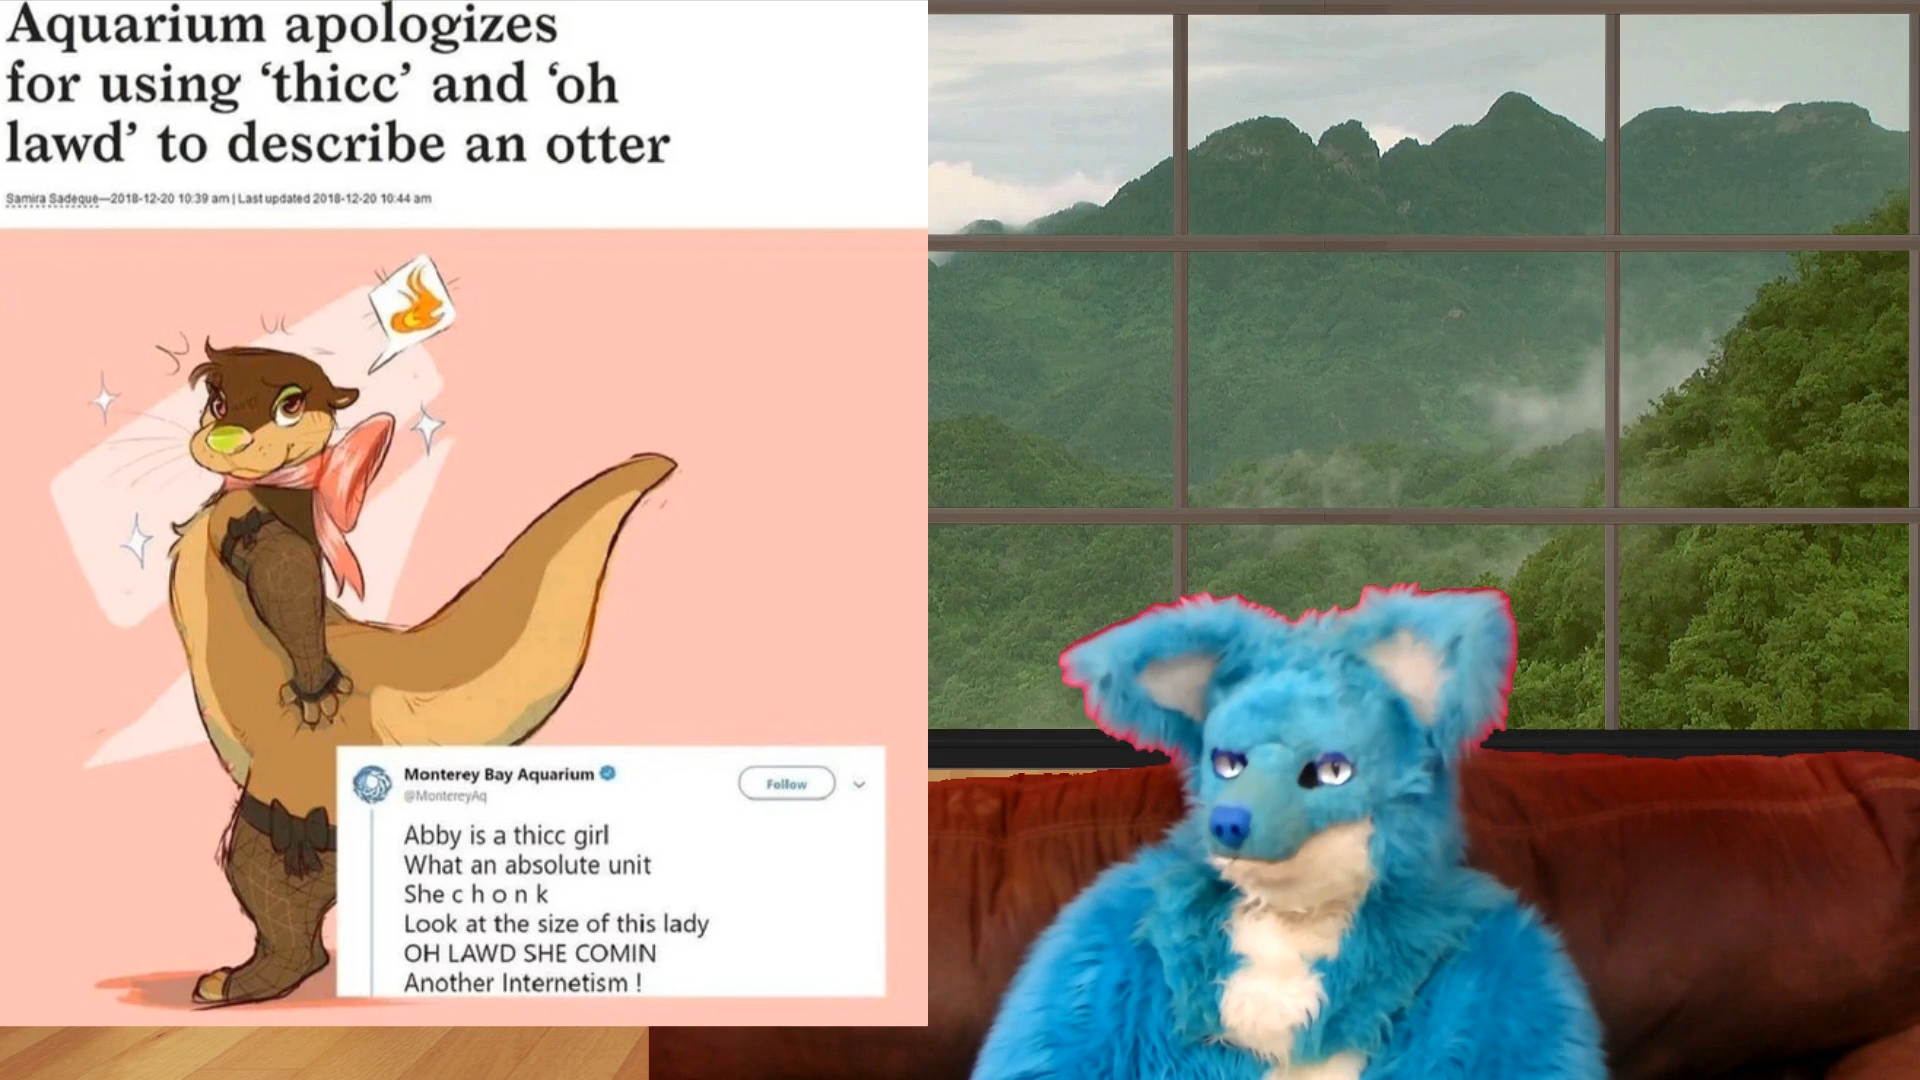 Aquarium apologizes
for using ‘thicc’ and ‘oh
lawd’ to describe an otter
Samira Sadeque—2018-12-20 10:39 am | Last updated 2018-12-20 10:44 am
Monterey Bay Aquarium
Follow
@MontereyAq
Abby is a thicc girl
What an absolute unit
She c h o n k
Look at the size of this lady
OH LAWD SHE COMIN
Another Internetism !